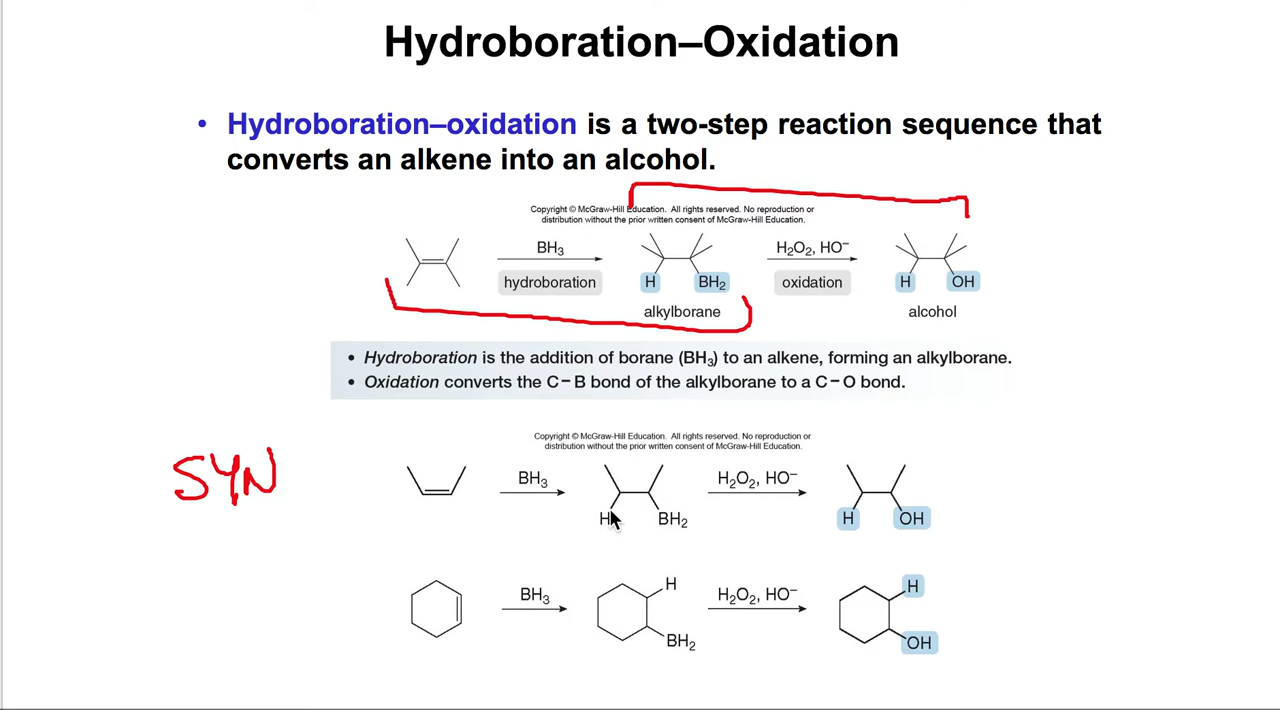 Hydroboration–Oxidation
• Hydroboration–oxidation is a two-step reaction sequence that
converts an alkene into an alcohol.
Copyright © McGraw-Hill Education. All rights reserved. No reproduction or
distribution without the prior written consent of McGraw-Hill Education.
BH₃ H₂O₂, HO⁻
hydroboration H BH₂ oxidation H OH
alkylborane alcohol
• Hydroboration is the addition of borane (BH₃) to an alkene, forming an alkylborane.
• Oxidation converts the C–B bond of the alkylborane to a C–O bond.
Copyright © McGraw-Hill Education. All rights reserved. No reproduction or
distribution without the prior written consent of McGraw-Hill Education.
SYN BH₃ H₂O₂, HO⁻
H BH₂ H OH
H H
BH₃ H₂O₂, HO⁻
BH₂ OH